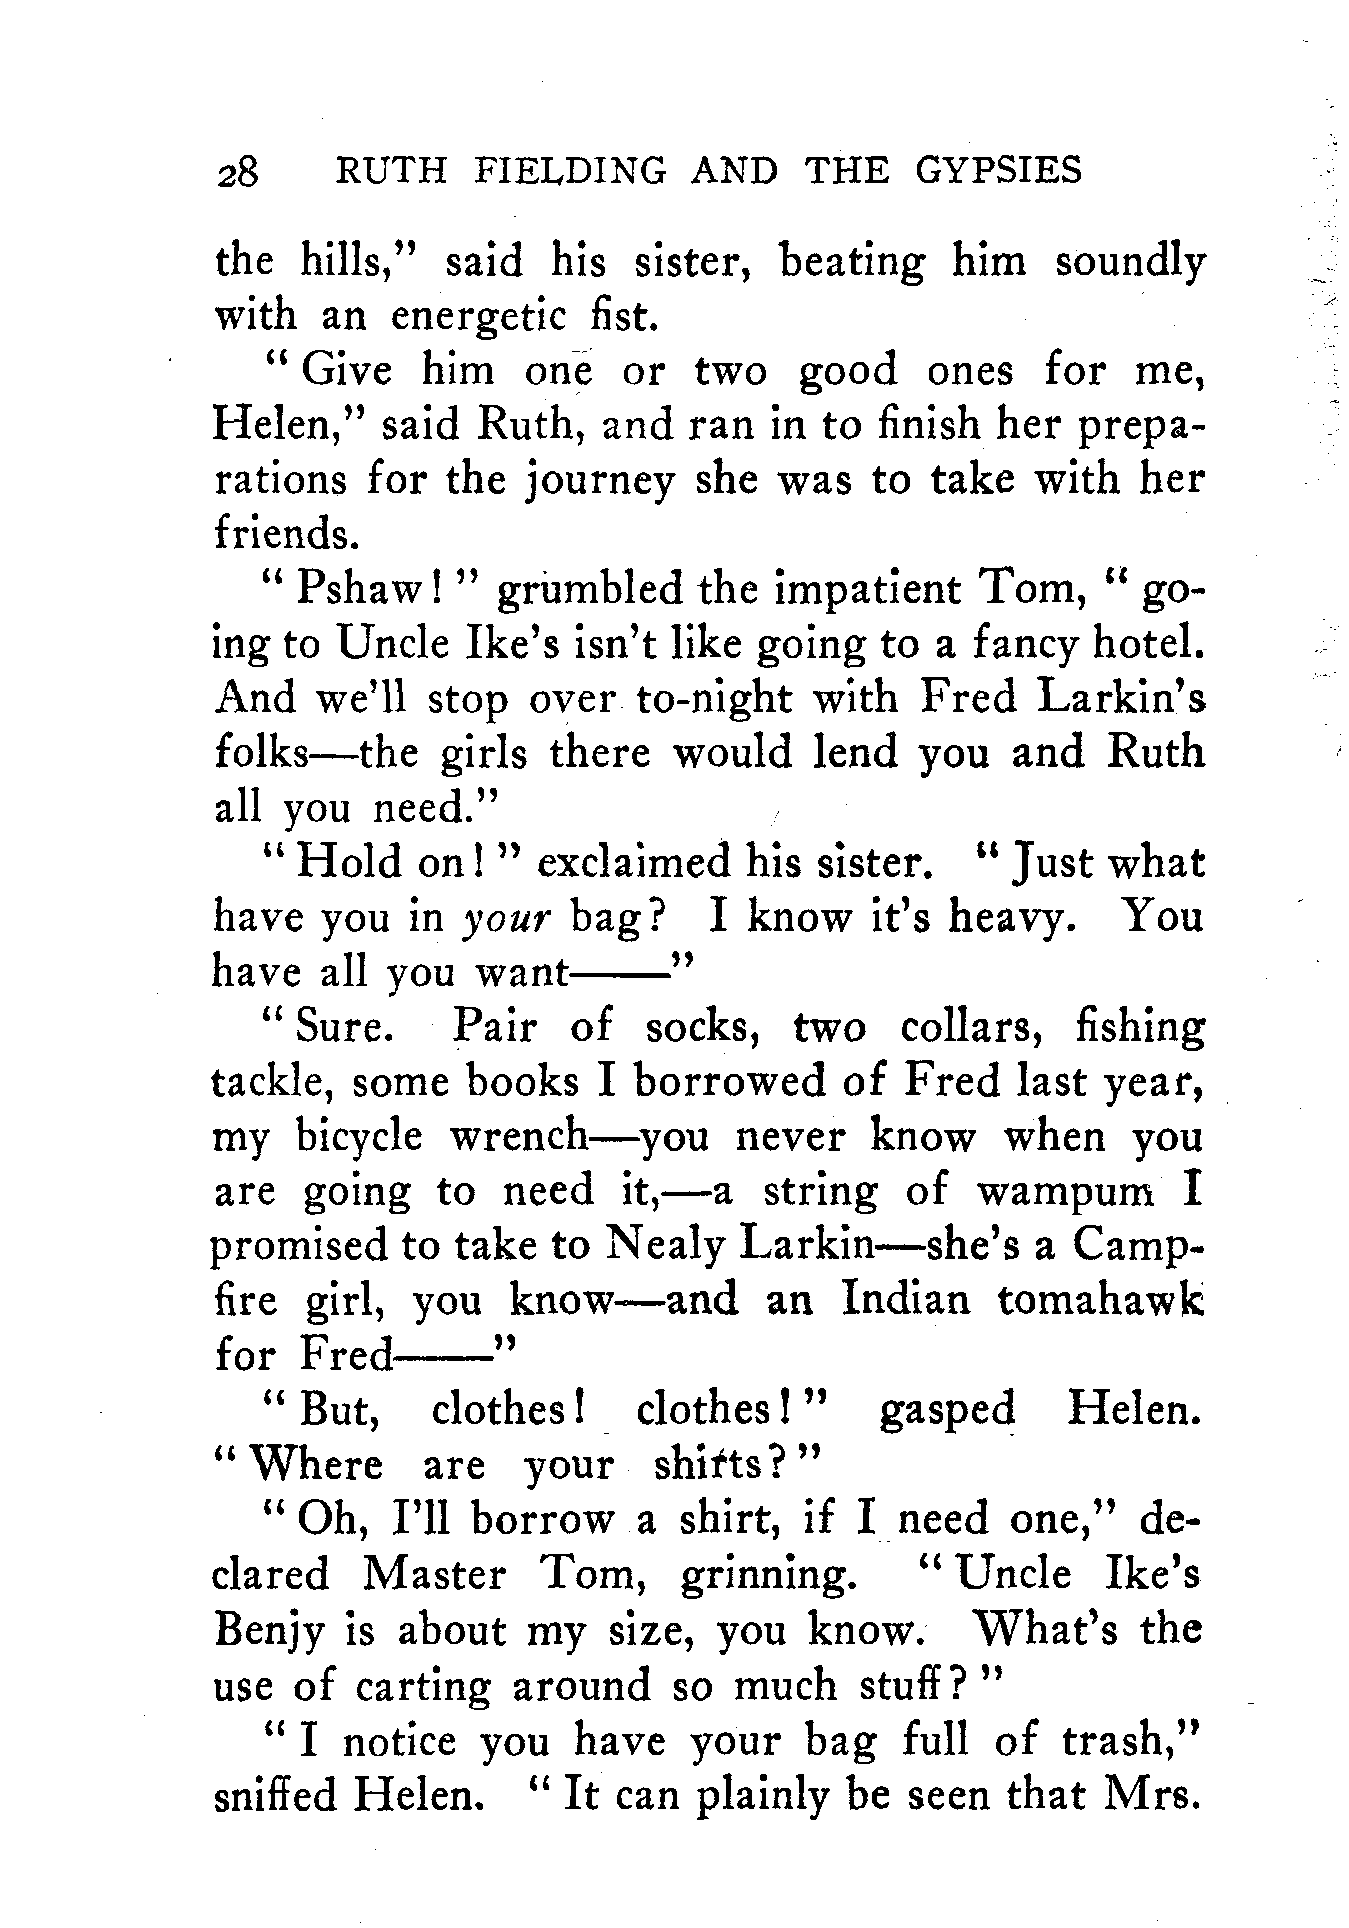 28 RUTH FIELDING AND THE GYPSIES
the hills,” said his sister, beating him soundly
with an energetic fist.
“ Give him one or two good ones for me,
Helen,” said Ruth, and ran in to finish her prepa-
rations for the journey she was to take with her
friends.
“ Pshaw! ” grumbled the impatient Tom, “ go-
ing to Uncle Ike’s isn’t like going to a fancy hotel.
And we’ll stop over to-night with Fred Larkin’s
folks—the girls there would lend you and Ruth
all you need.”
“ Hold on! ” exclaimed his sister. “ Just what
have you in your bag? I know it’s heavy. You
have all you want——”
“ Sure. Pair of socks, two collars, fishing
tackle, some books I borrowed of Fred last year,
my bicycle wrench—you never know when you
are going to need it,—a string of wampum I
promised to take to Nealy Larkin—she’s a Camp-
fire girl, you know—and an Indian tomahawk
for Fred——”
“ But, clothes! clothes! ” gasped Helen.
“ Where are your shirts? ”
“ Oh, I’ll borrow a shirt, if I need one,” de-
clared Master Tom, grinning. “ Uncle Ike’s
Benjy is about my size, you know. What’s the
use of carting around so much stuff? ”
“ I notice you have your bag full of trash,”
sniffed Helen. “ It can plainly be seen that Mrs.